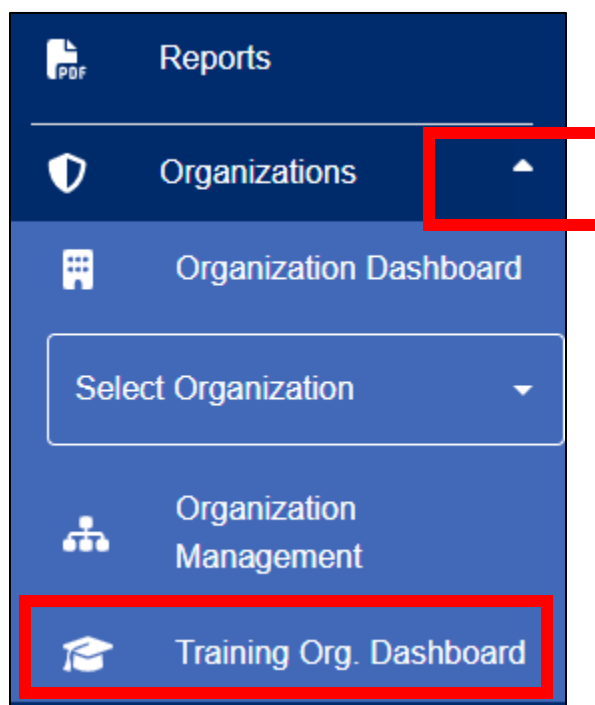 PDF
Reports
Organizations
Organization Dashboard
Select Organization
Organization
Management
Training Org. Dashboard